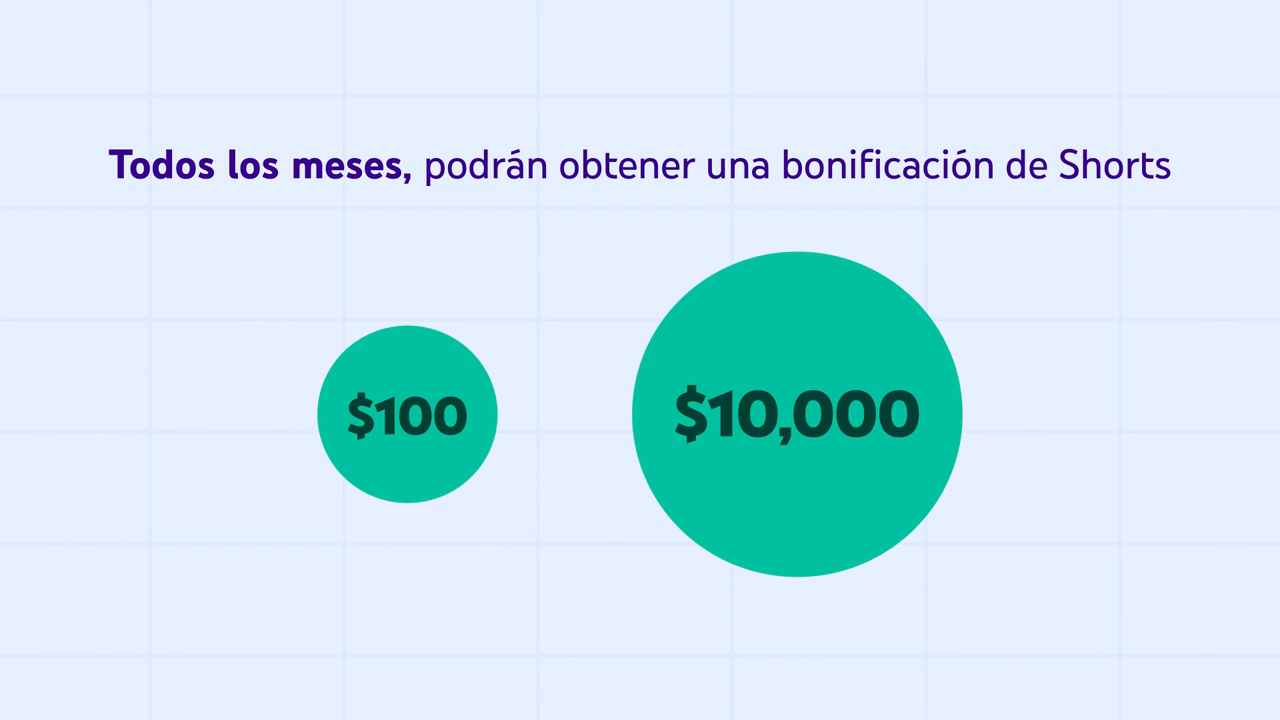 Todos los meses, podrán obtener una bonificación de Shorts
$100
$10,000